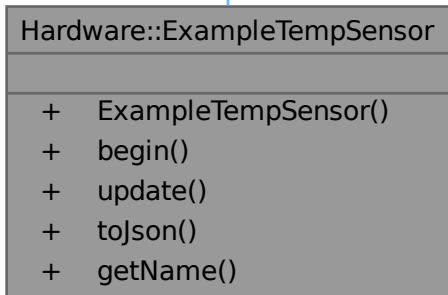 Hardware::ExampleTempSensor
+ ExampleTempSensor()
+ begin()
+ update()
+ toJson()
+ getName()